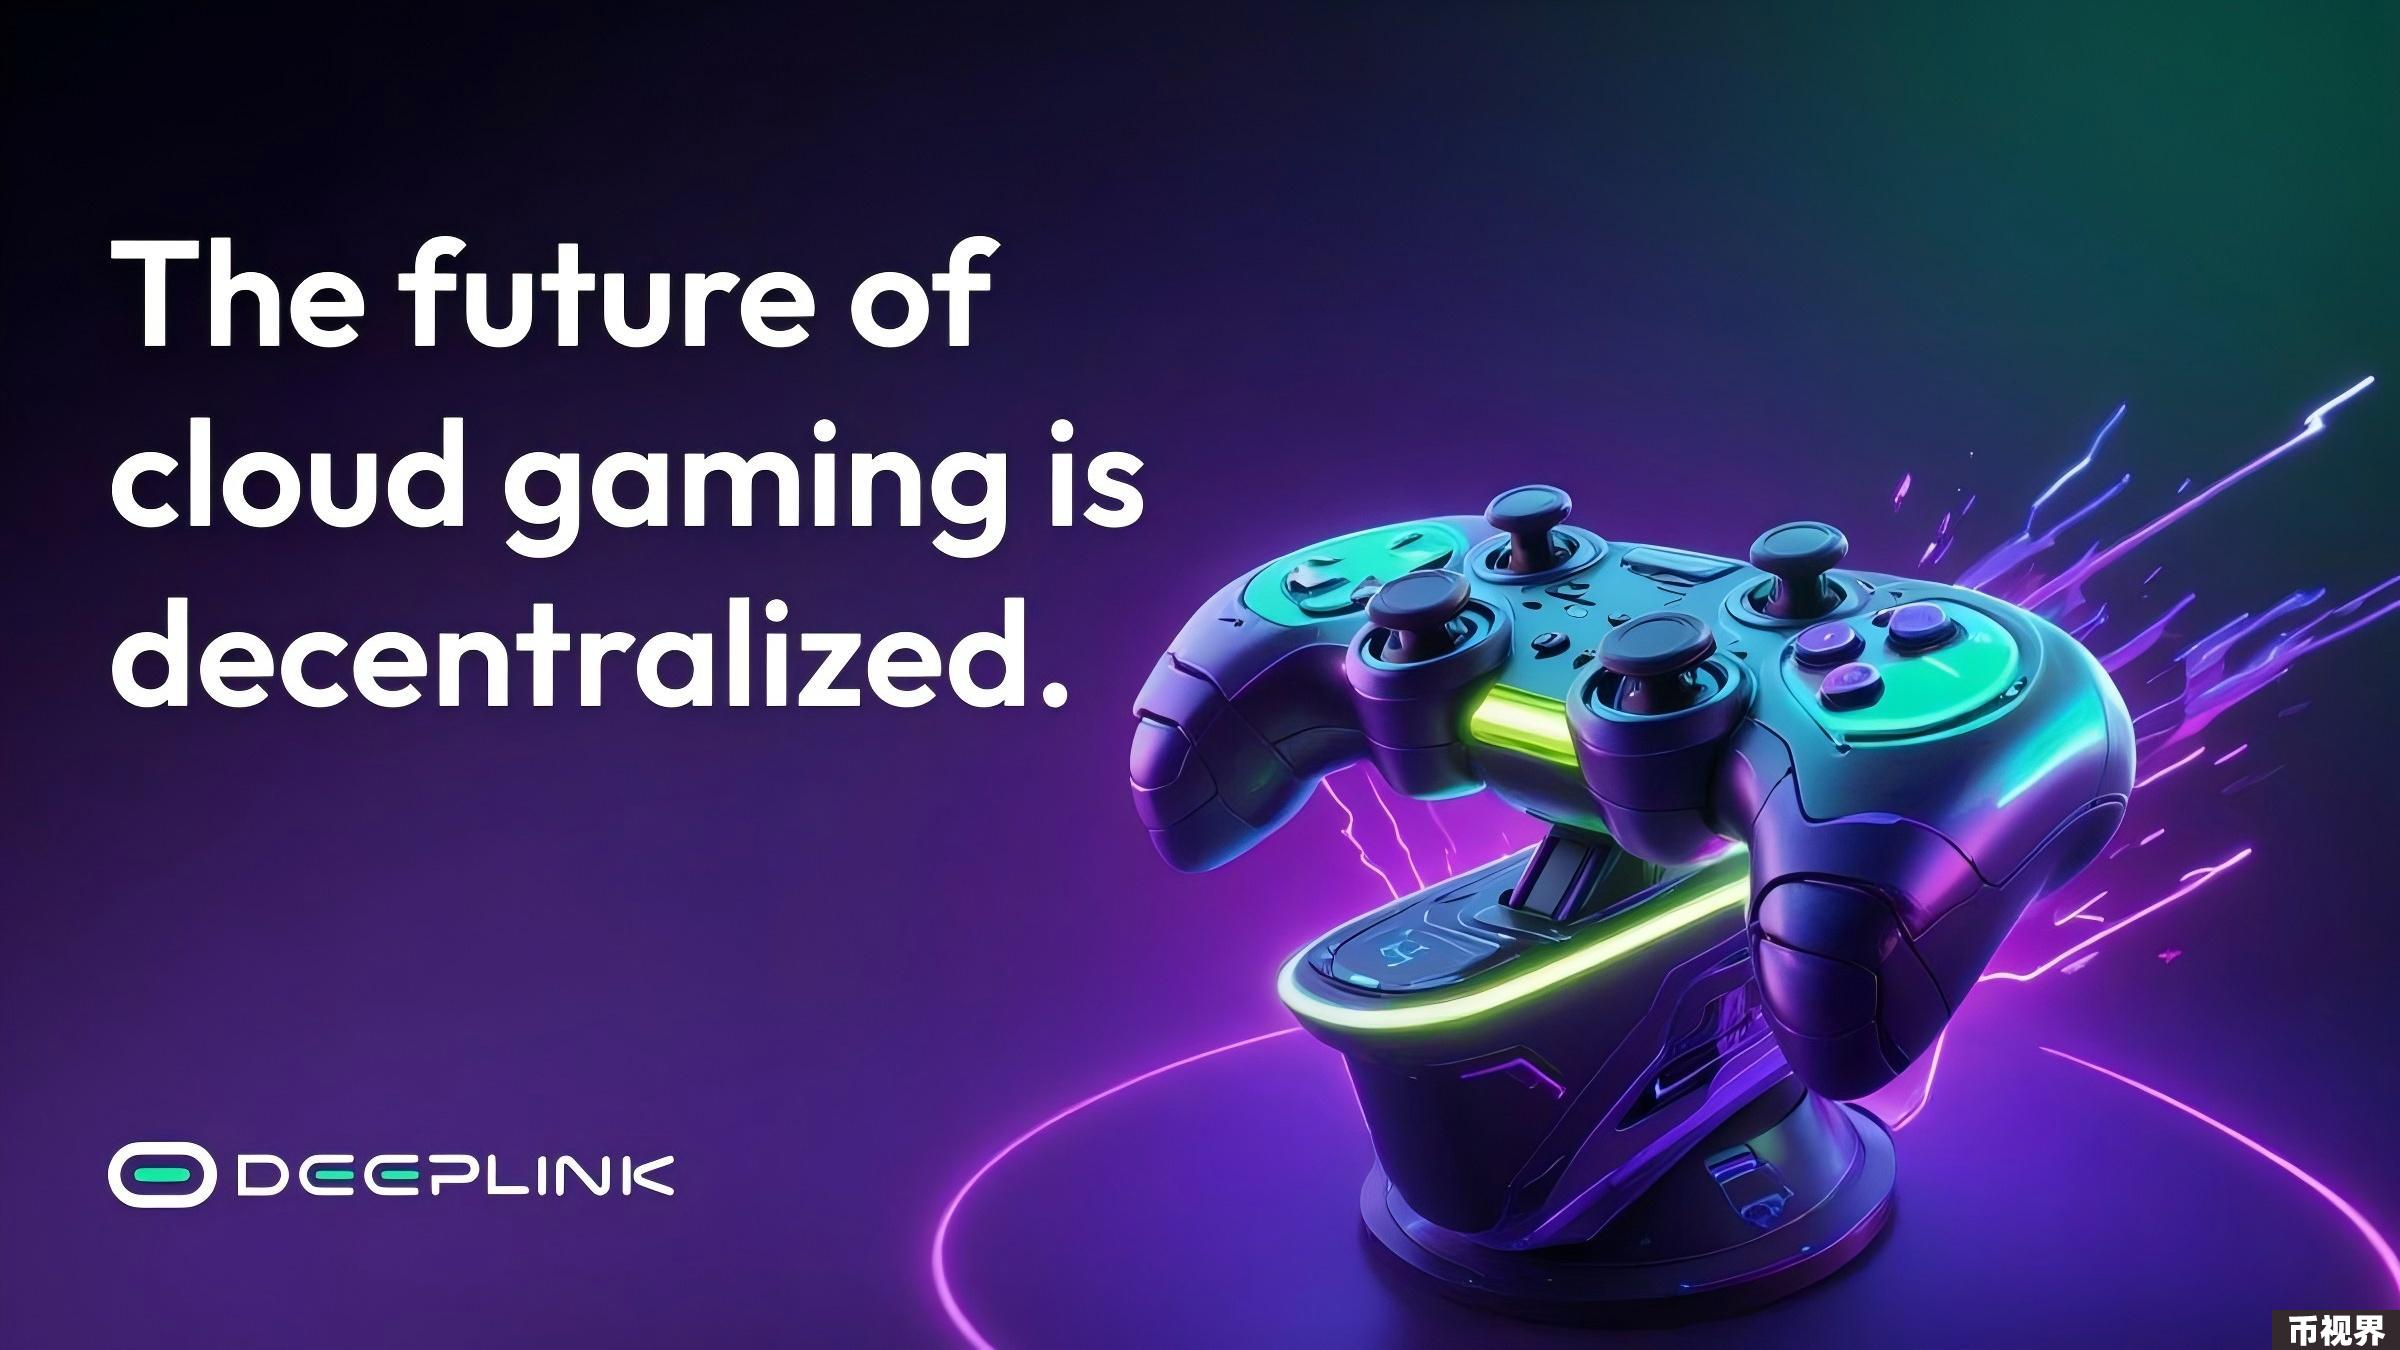 The future of
cloud gaming is
decentralized.
DEEPLINK
币视界